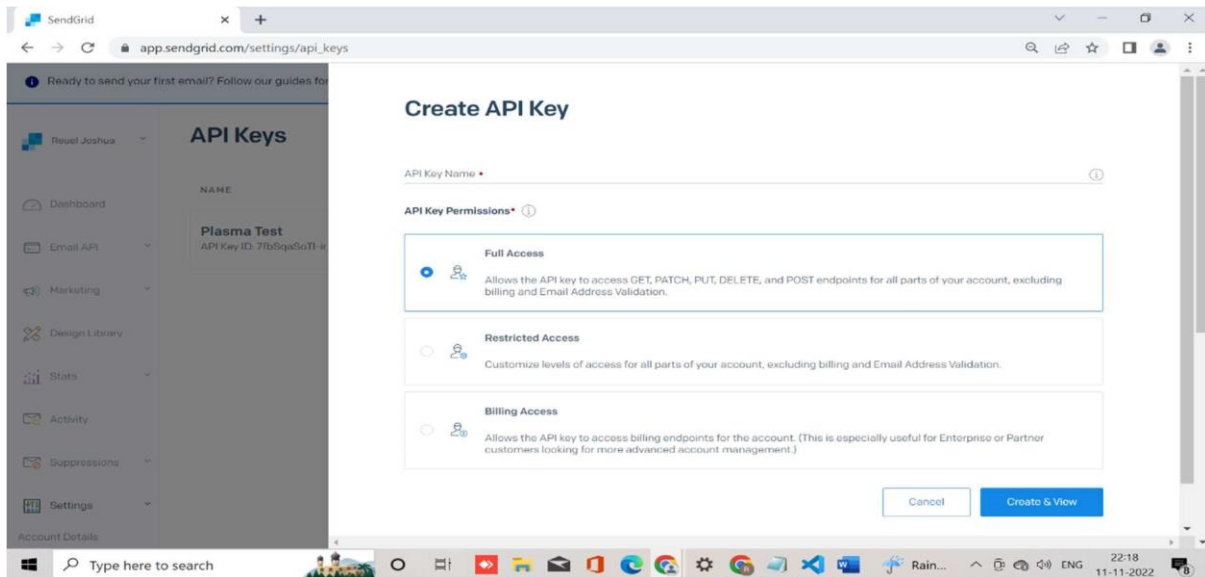 SendGrid
app.sendgrid.com/settings/api_keys
Ready to send your first email? Follow our guides for
Reuel Joshua
Dashboard
Email API
Marketing
Design Library
Stats
Activity
Suppressions
Settings
Account Details
API Keys
NAME
Plasma Test
API Key ID:
Create API Key
API Key Name •
API Key Permissions•
Full Access
Allows the API key to access GET, PATCH, PUT, DELETE, and POST endpoints for all parts of your account, excluding
billing and Email Address Validation.
Restricted Access
Customize levels of access for all parts of your account, excluding billing and Email Address Validation.
Billing Access
Allows the API key to access billing endpoints for the account. (This is especially useful for Enterprise or Partner
customers looking for more advanced account management.)
Cancel
Create & View
Type here to search
Rain...
ENG
22:18
11-11-2022
8